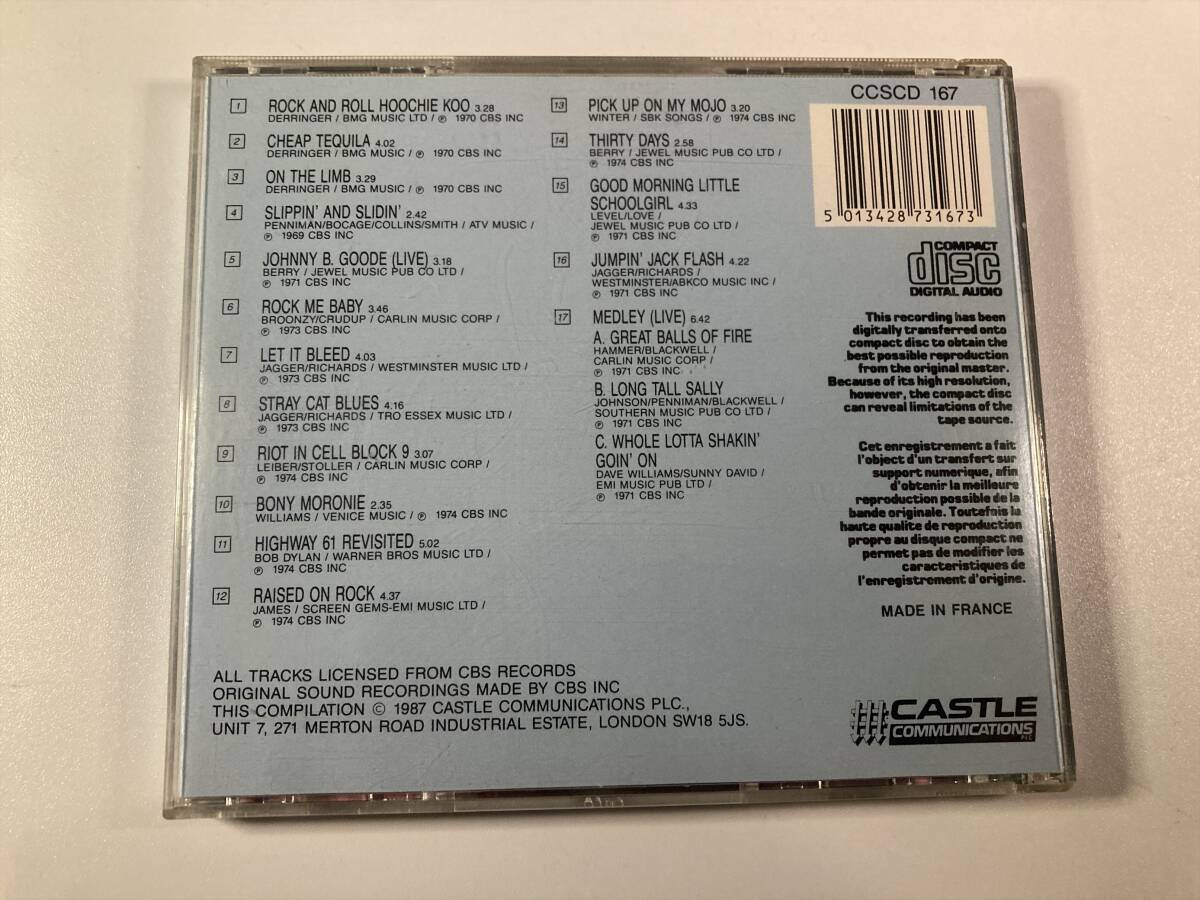 1 ROCK AND ROLL HOOCHIE KOO 3.28
DERRINGER / BMG MUSIC LTD / ℗ 1970 CBS INC
2 CHEAP TEQUILA 4.02
DERRINGER / BMG MUSIC / ℗ 1970 CBS INC
3 ON THE LIMB 3.29
DERRINGER / BMG MUSIC / ℗ 1970 CBS INC
4 SLIPPIN' AND SLIDIN' 2.42
PENNIMAN/BOCAGE/COLLINS/SMITH / ATV MUSIC /
℗ 1969 CBS INC
5 JOHNNY B. GOODE (LIVE) 3.18
BERRY / JEWEL MUSIC PUB CO LTD /
℗ 1971 CBS INC
6 ROCK ME BABY 3.46
BROONZY/CRUDUP / CARLIN MUSIC CORP /
℗ 1973 CBS INC
7 LET IT BLEED 4.03
JAGGER/RICHARDS / WESTMINSTER MUSIC LTD /
℗ 1973 CBS INC
8 STRAY CAT BLUES 4.16
JAGGER/RICHARDS / TRO ESSEX MUSIC LTD /
℗ 1973 CBS INC
9 RIOT IN CELL BLOCK 9 3.07
LEIBER/STOLLER / CARLIN MUSIC CORP /
℗ 1974 CBS INC
10 BONY MORONIE 2.35
WILLIAMS / VENICE MUSIC / ℗ 1974 CBS INC
11 HIGHWAY 61 REVISITED 5.02
BOB DYLAN / WARNER BROS MUSIC LTD /
℗ 1974 CBS INC
12 RAISED ON ROCK 4.37
JAMES / SCREEN GEMS-EMI MUSIC LTD /
℗ 1974 CBS INC
13 PICK UP ON MY MOJO 3.20
WINTER / SBK SONGS / ℗ 1974 CBS INC
14 THIRTY DAYS 2.58
BERRY / JEWEL MUSIC PUB CO LTD /
℗ 1974 CBS INC
15 GOOD MORNING LITTLE
SCHOOLGIRL 4.33
LEVEL/LOVE /
JEWEL MUSIC PUB CO LTD /
℗ 1971 CBS INC
16 JUMPIN' JACK FLASH 4.22
JAGGER/RICHARDS /
WESTMINSTER/ABKCO MUSIC INC /
℗ 1971 CBS INC
17 MEDLEY (LIVE) 6.42
A. GREAT BALLS OF FIRE
HAMMER/BLACKWELL /
CARLIN MUSIC CORP /
℗ 1971 CBS INC
B. LONG TALL SALLY
JOHNSON/PENNIMAN/BLACKWELL /
SOUTHERN MUSIC PUB CO LTD /
℗ 1971 CBS INC
C. WHOLE LOTTA SHAKIN'
GOIN' ON
DAVE WILLIAMS/SUNNY DAVID /
EMI MUSIC PUB LTD /
℗ 1971 CBS INC
CCSCD 167
5 013428 731673
COMPACT
disc
DIGITAL AUDIO
This recording has been
digitally transferred onto
compact disc to obtain the
best possible reproduction
from the original master.
Because of its high resolution,
however, the compact disc
can reveal limitations of the
tape source.
Cet enregistrement a fait
l'object d'un transfert sur
support numerique, afin
d'obtenir la meilleure
reproduction possible de la
bande originale. Toutefnis la
haute qualite de reproduction
propre au disque compact ne
permet pas de modifier les
caracteristiques de
l'enregistrement d'origine.
MADE IN FRANCE
ALL TRACKS LICENSED FROM CBS RECORDS
ORIGINAL SOUND RECORDINGS MADE BY CBS INC
THIS COMPILATION © 1987 CASTLE COMMUNICATIONS PLC.,
UNIT 7, 271 MERTON ROAD INDUSTRIAL ESTATE, LONDON SW18 5JS.
CASTLE
COMMUNICATIONS
PLC